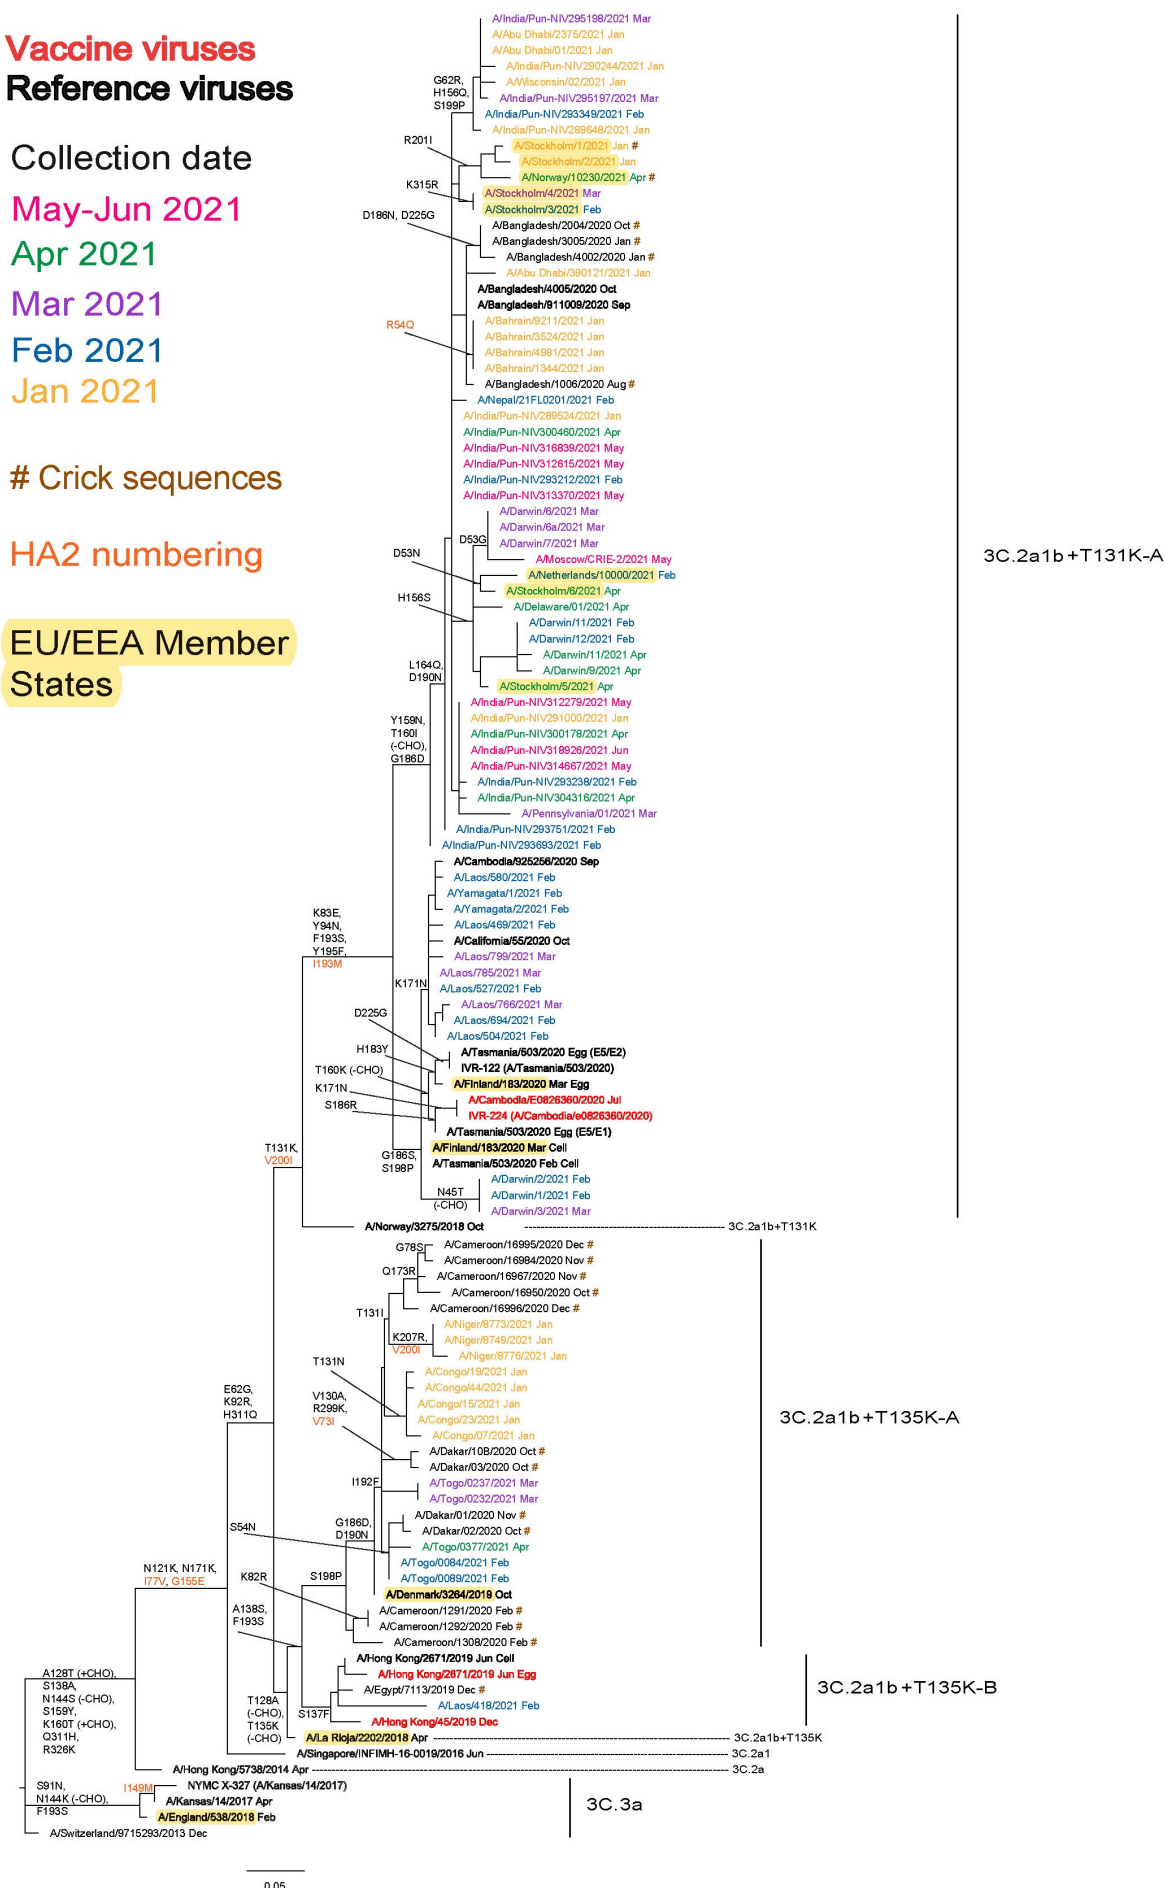 Vaccine viruses
Reference viruses
Collection date
May-Jun 2021
Apr 2021
Mar 2021
Feb 2021
Jan 2021
# Crick sequences
HA2 numbering
EU/EEA Member
States
A/India/Pun-NIV295198/2021 Mar
A/Abu Dhabi/2375/2021 Jan
A/Abu Dhabi/01/2021 Jan
A/India/Pun-NIV290244/2021 Jan
G62R,
H156Q,
S199P
A/Wisconsin/02/2021 Jan
A/India/Pun-NIV295197/2021 Mar
A/India/Pun-NIV293349/2021 Feb
A/India/Pun-NIV289648/2021 Jan
R201I
A/Stockholm/1/2021 Jan #
A/Stockholm/2/2021 Jan
A/Norway/10230/2021 Apr #
K315R
A/Stockholm/4/2021 Mar
A/Stockholm/3/2021 Feb
D186N, D225G
A/Bangladesh/2004/2020 Oct #
A/Bangladesh/3005/2020 Jan #
A/Bangladesh/4002/2020 Jan #
A/Abu Dhabi/390121/2021 Jan
A/Bangladesh/4005/2020 Oct
A/Bangladesh/911009/2020 Sep
R54Q
A/Bahrain/9211/2021 Jan
A/Bahrain/3524/2021 Jan
A/Bahrain/4981/2021 Jan
A/Bahrain/1344/2021 Jan
A/Bangladesh/1006/2020 Aug #
A/Nepal/21FL0201/2021 Feb
A/India/Pun-NIV289524/2021 Jan
A/India/Pun-NIV300460/2021 Apr
A/India/Pun-NIV316839/2021 May
A/India/Pun-NIV312615/2021 May
A/India/Pun-NIV293212/2021 Feb
A/India/Pun-NIV313370/2021 May
A/Darwin/6/2021 Mar
A/Darwin/6a/2021 Mar
D53G
A/Darwin/7/2021 Mar
A/Moscow/CRIE-2/2021 May
D53N
A/Netherlands/10000/2021 Feb
A/Stockholm/6/2021 Apr
H156S
A/Delaware/01/2021 Apr
A/Darwin/11/2021 Feb
A/Darwin/12/2021 Feb
A/Darwin/11/2021 Apr
A/Darwin/9/2021 Apr
L164Q,
D190N
A/Stockholm/5/2021 Apr
A/India/Pun-NIV312279/2021 May
A/India/Pun-NIV291000/2021 Jan
Y159N,
T160I
(-CHO),
G186D
A/India/Pun-NIV300178/2021 Apr
A/India/Pun-NIV318926/2021 Jun
A/India/Pun-NIV314667/2021 May
A/India/Pun-NIV293238/2021 Feb
A/India/Pun-NIV304316/2021 Apr
A/Pennsylvania/01/2021 Mar
A/India/Pun-NIV293751/2021 Feb
A/India/Pun-NIV293693/2021 Feb
3C.2a1b+T131K-A
A/Cambodia/925256/2020 Sep
A/Laos/580/2021 Feb
A/Yamagata/1/2021 Feb
A/Yamagata/2/2021 Feb
A/Laos/469/2021 Feb
K83E,
Y94N,
F193S,
Y195F,
I193M
A/California/55/2020 Oct
A/Laos/799/2021 Mar
A/Laos/785/2021 Mar
K171N
A/Laos/527/2021 Feb
A/Laos/766/2021 Mar
A/Laos/694/2021 Feb
A/Laos/504/2021 Feb
D225G
A/Tasmania/503/2020 Egg (E5/E2)
IVR-122 (A/Tasmania/503/2020)
H183Y
A/Finland/183/2020 Mar Egg
T160K (-CHO)
K171N
A/Cambodia/E0826360/2020 Jul
IVR-224 (A/Cambodia/e0826360/2020)
S186R
A/Tasmania/503/2020 Egg (E5/E1)
A/Finland/183/2020 Mar Cell
A/Tasmania/503/2020 Feb Cell
T131K,
V200I
G186S,
S198P
A/Darwin/2/2021 Feb
N45T
(-CHO)
A/Darwin/1/2021 Feb
A/Darwin/3/2021 Mar
A/Norway/3275/2018 Oct
3C.2a1b+T131K
G78S
A/Cameroon/16995/2020 Dec #
A/Cameroon/16984/2020 Nov #
Q173R
A/Cameroon/16967/2020 Nov #
A/Cameroon/16950/2020 Oct #
T131I
A/Cameroon/16996/2020 Dec #
A/Niger/8773/2021 Jan
K207R,
V200I
A/Niger/8749/2021 Jan
A/Niger/8776/2021 Jan
T131N
A/Congo/19/2021 Jan
A/Congo/44/2021 Jan
A/Congo/15/2021 Jan
A/Congo/23/2021 Jan
A/Congo/07/2021 Jan
E62G,
K92R,
H311Q
V130A,
R299K,
V73I
3C.2a1b+T135K-A
A/Dakar/10B/2020 Oct #
A/Dakar/03/2020 Oct #
I192F
A/Togo/0237/2021 Mar
A/Togo/0232/2021 Mar
A/Dakar/01/2020 Nov #
G186D,
D190N
S54N
A/Dakar/02/2020 Oct #
A/Togo/0377/2021 Apr
A/Togo/0084/2021 Feb
A/Togo/0089/2021 Feb
N121K, N171K,
I77V, G155E
K82R
S198P
A/Denmark/3264/2019 Oct
A/Cameroon/1291/2020 Feb #
A/Cameroon/1292/2020 Feb #
A/Cameroon/1308/2020 Feb #
A138S,
F193S
A/Hong Kong/2671/2019 Jun Cell
A/Hong Kong/2671/2019 Jun Egg
A/Egypt/7113/2019 Dec #
A/Laos/418/2021 Feb
S137F
A/Hong Kong/45/2019 Dec
3C.2a1b+T135K-B
A128T (+CHO),
S138A,
N144S (-CHO),
S159Y,
K160T (+CHO),
Q311H,
R326K
T128A
(-CHO),
T135K
(-CHO)
A/La Rioja/2202/2018 Apr
3C.2a1b+T135K
A/Singapore/INFIMH-16-0019/2016 Jun
3C.2a1
A/Hong Kong/5738/2014 Apr
3C.2a
S91N,
N144K (-CHO),
F193S
I149M
NYMC X-327 (A/Kansas/14/2017)
A/Kansas/14/2017 Apr
A/England/538/2018 Feb
3C.3a
A/Switzerland/9715293/2013 Dec
0.05